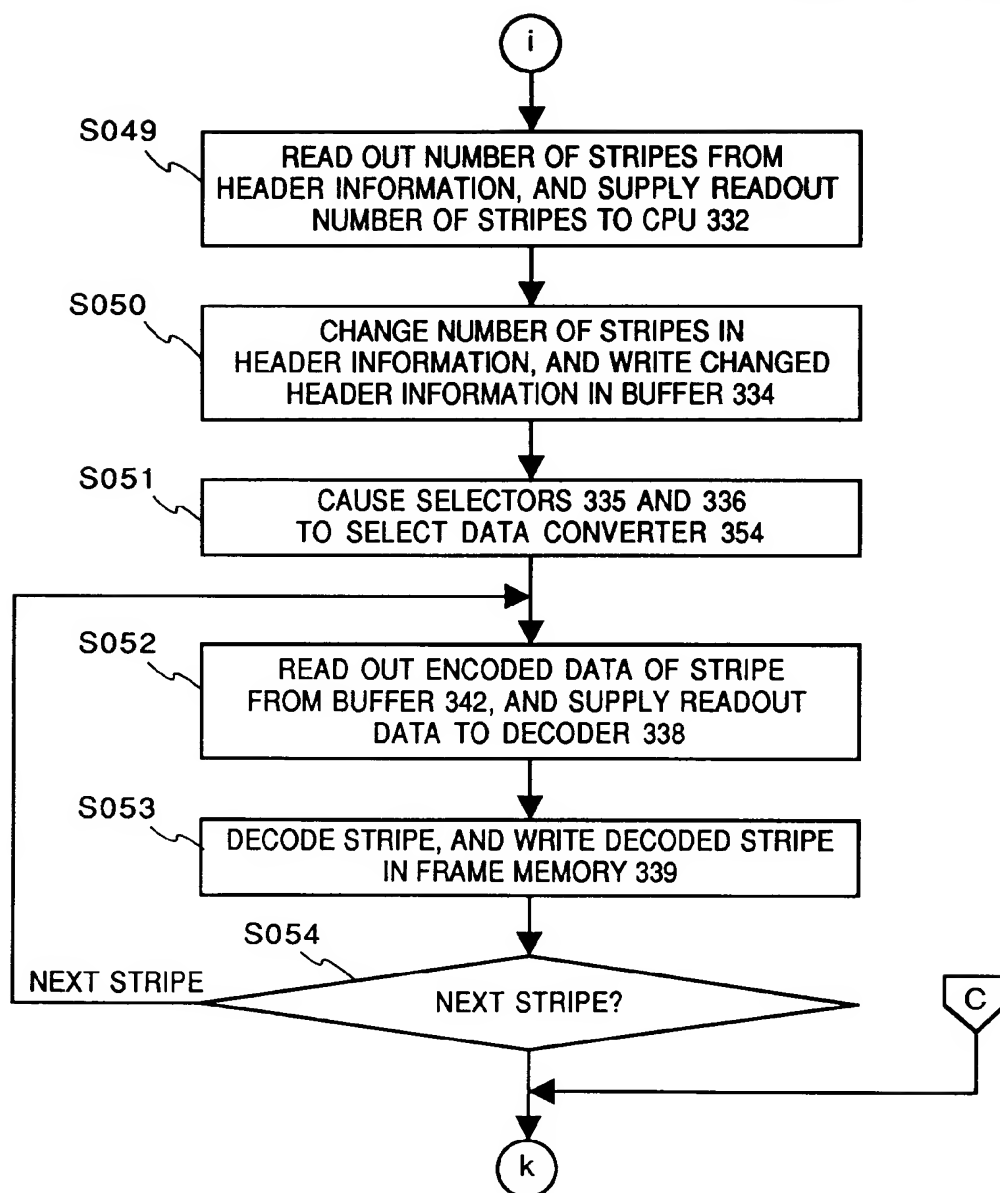 i
S049
READ OUT NUMBER OF STRIPES FROM
HEADER INFORMATION, AND SUPPLY READOUT
NUMBER OF STRIPES TO CPU 332
S050
CHANGE NUMBER OF STRIPES IN
HEADER INFORMATION, AND WRITE CHANGED
HEADER INFORMATION IN BUFFER 334
S051
CAUSE SELECTORS 335 AND 336
TO SELECT DATA CONVERTER 354
S052
READ OUT ENCODED DATA OF STRIPE
FROM BUFFER 342, AND SUPPLY READOUT
DATA TO DECODER 338
S053
DECODE STRIPE, AND WRITE DECODED STRIPE
IN FRAME MEMORY 339
S054
NEXT STRIPE
NEXT STRIPE?
C
k